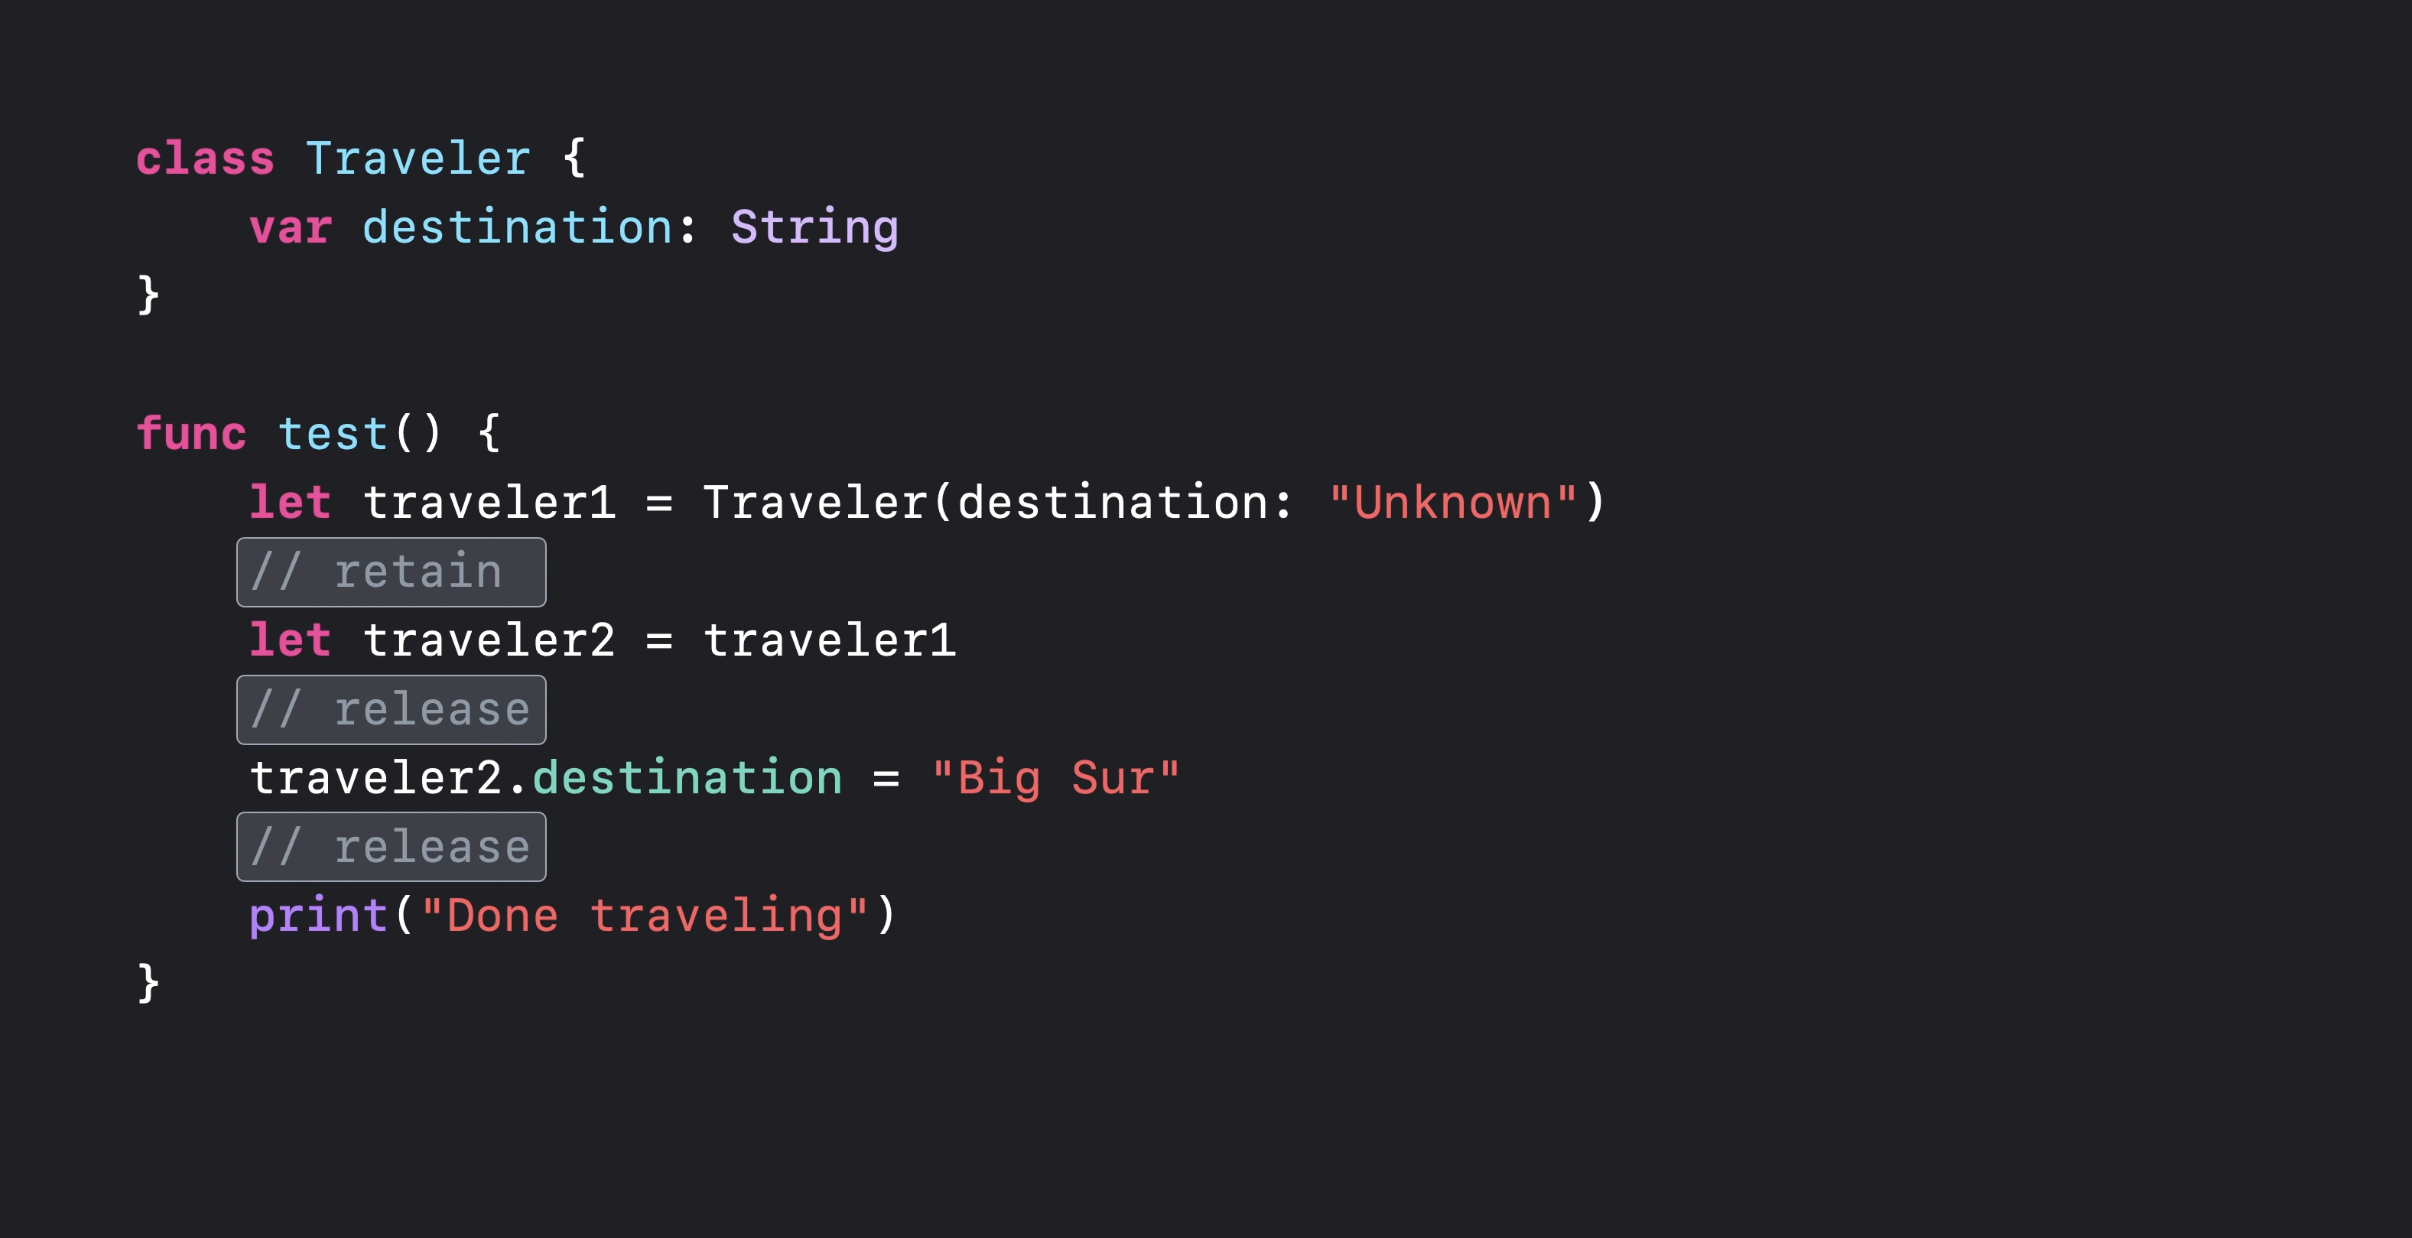 class Traveler {
    var destination: String
}

func test() {
    let traveler1 = Traveler(destination: "Unknown")
    // retain
    let traveler2 = traveler1
    // release
    traveler2.destination = "Big Sur"
    // release
    print("Done traveling")
}